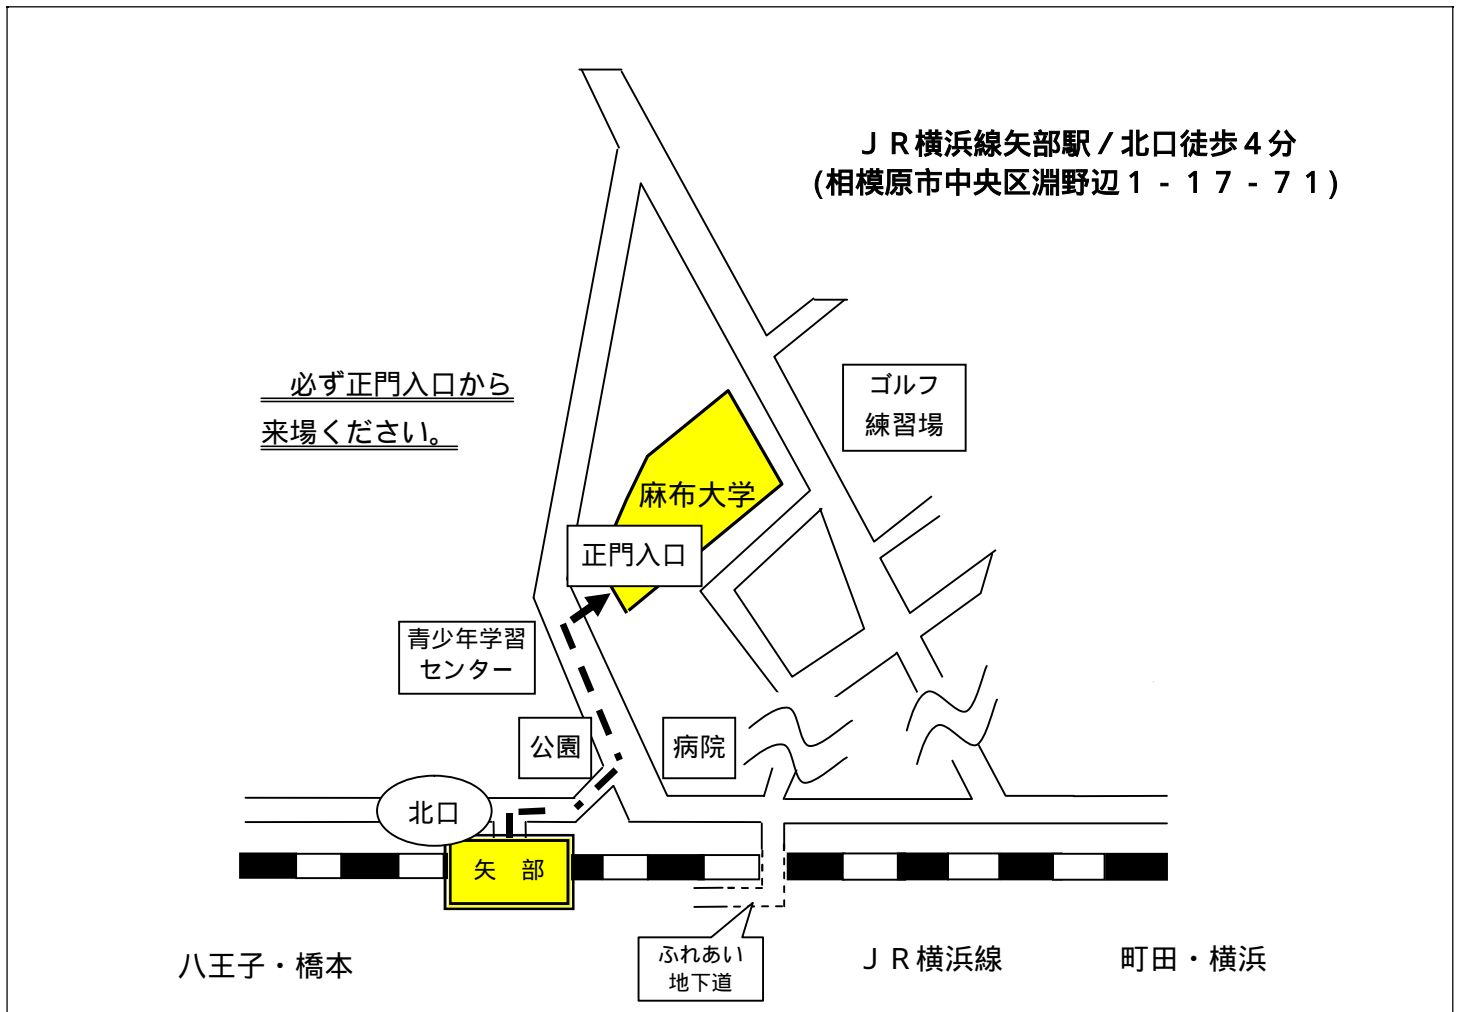 ＪＲ横浜線矢部駅／北口徒歩４分
(相模原市中央区淵野辺１‐１７‐７１)
必ず正門入口から
来場ください。
ゴルフ
練習場
麻布大学
正門入口
青少年学習
センター
公園
病院
北口
矢　部
ふれあい
地下道
八王子・橋本
ＪＲ横浜線
町田・横浜